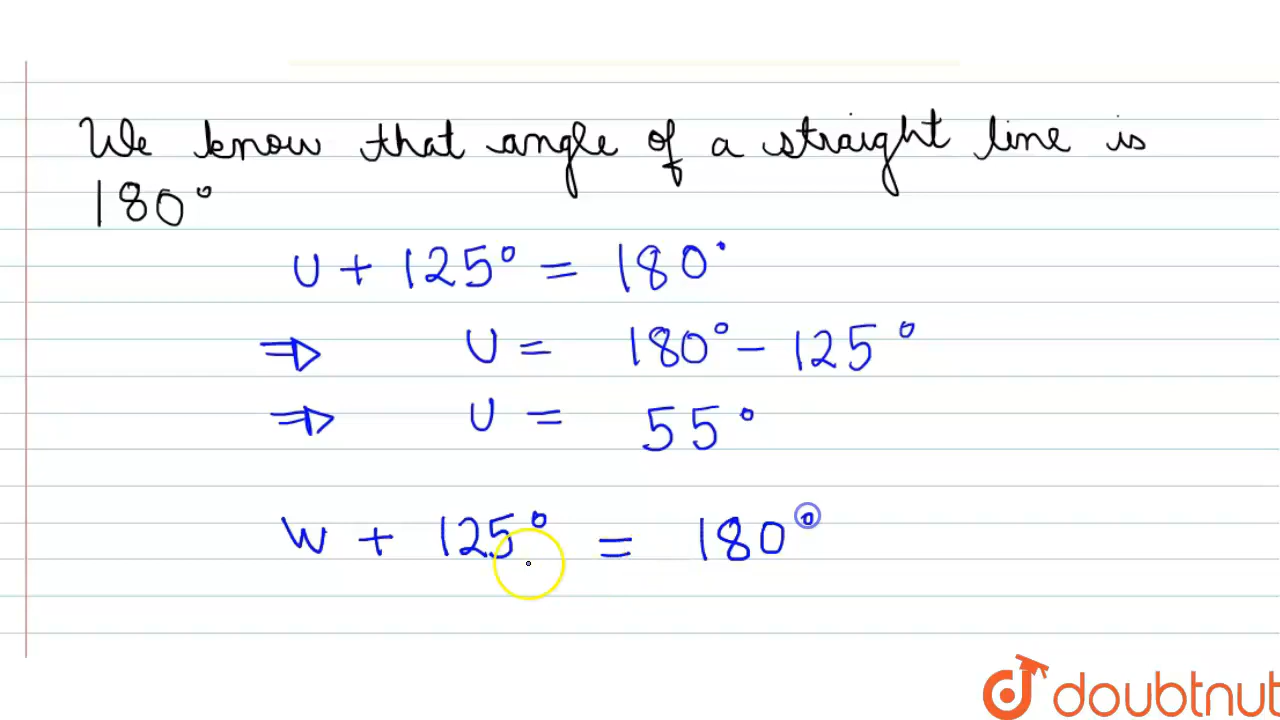 We know that angle of a straight line is
180°
U + 125° = 180°
⇒ U = 180° - 125°
⇒ U = 55°
W + 125° = 180°
doubtnut